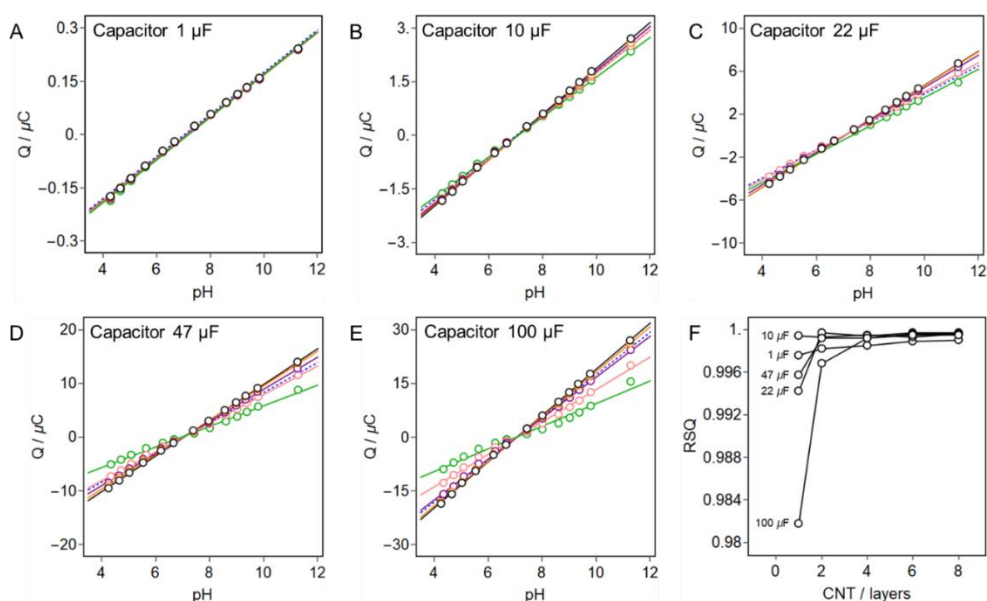 A
Capacitor 1 µF
0.3
0.15
0.
−0.15
−0.3
Q / µC
4 6 8 10 12
pH
B
Capacitor 10 µF
3.
1.5
0.
−1.5
−3.
Q / µC
4 6 8 10 12
pH
C
Capacitor 22 µF
10
6
2
−2
−6
−10
Q / µC
4 6 8 10 12
pH
D
Capacitor 47 µF
20
10
0
−10
−20
Q / µC
4 6 8 10 12
pH
E
Capacitor 100 µF
30
15
0
−15
−30
Q / µC
4 6 8 10 12
pH
F
1.
0.996
0.992
0.988
0.984
0.98
RSQ
10 µF
1 µF
47 µF
22 µF
100 µF
0 2 4 6 8
CNT / layers